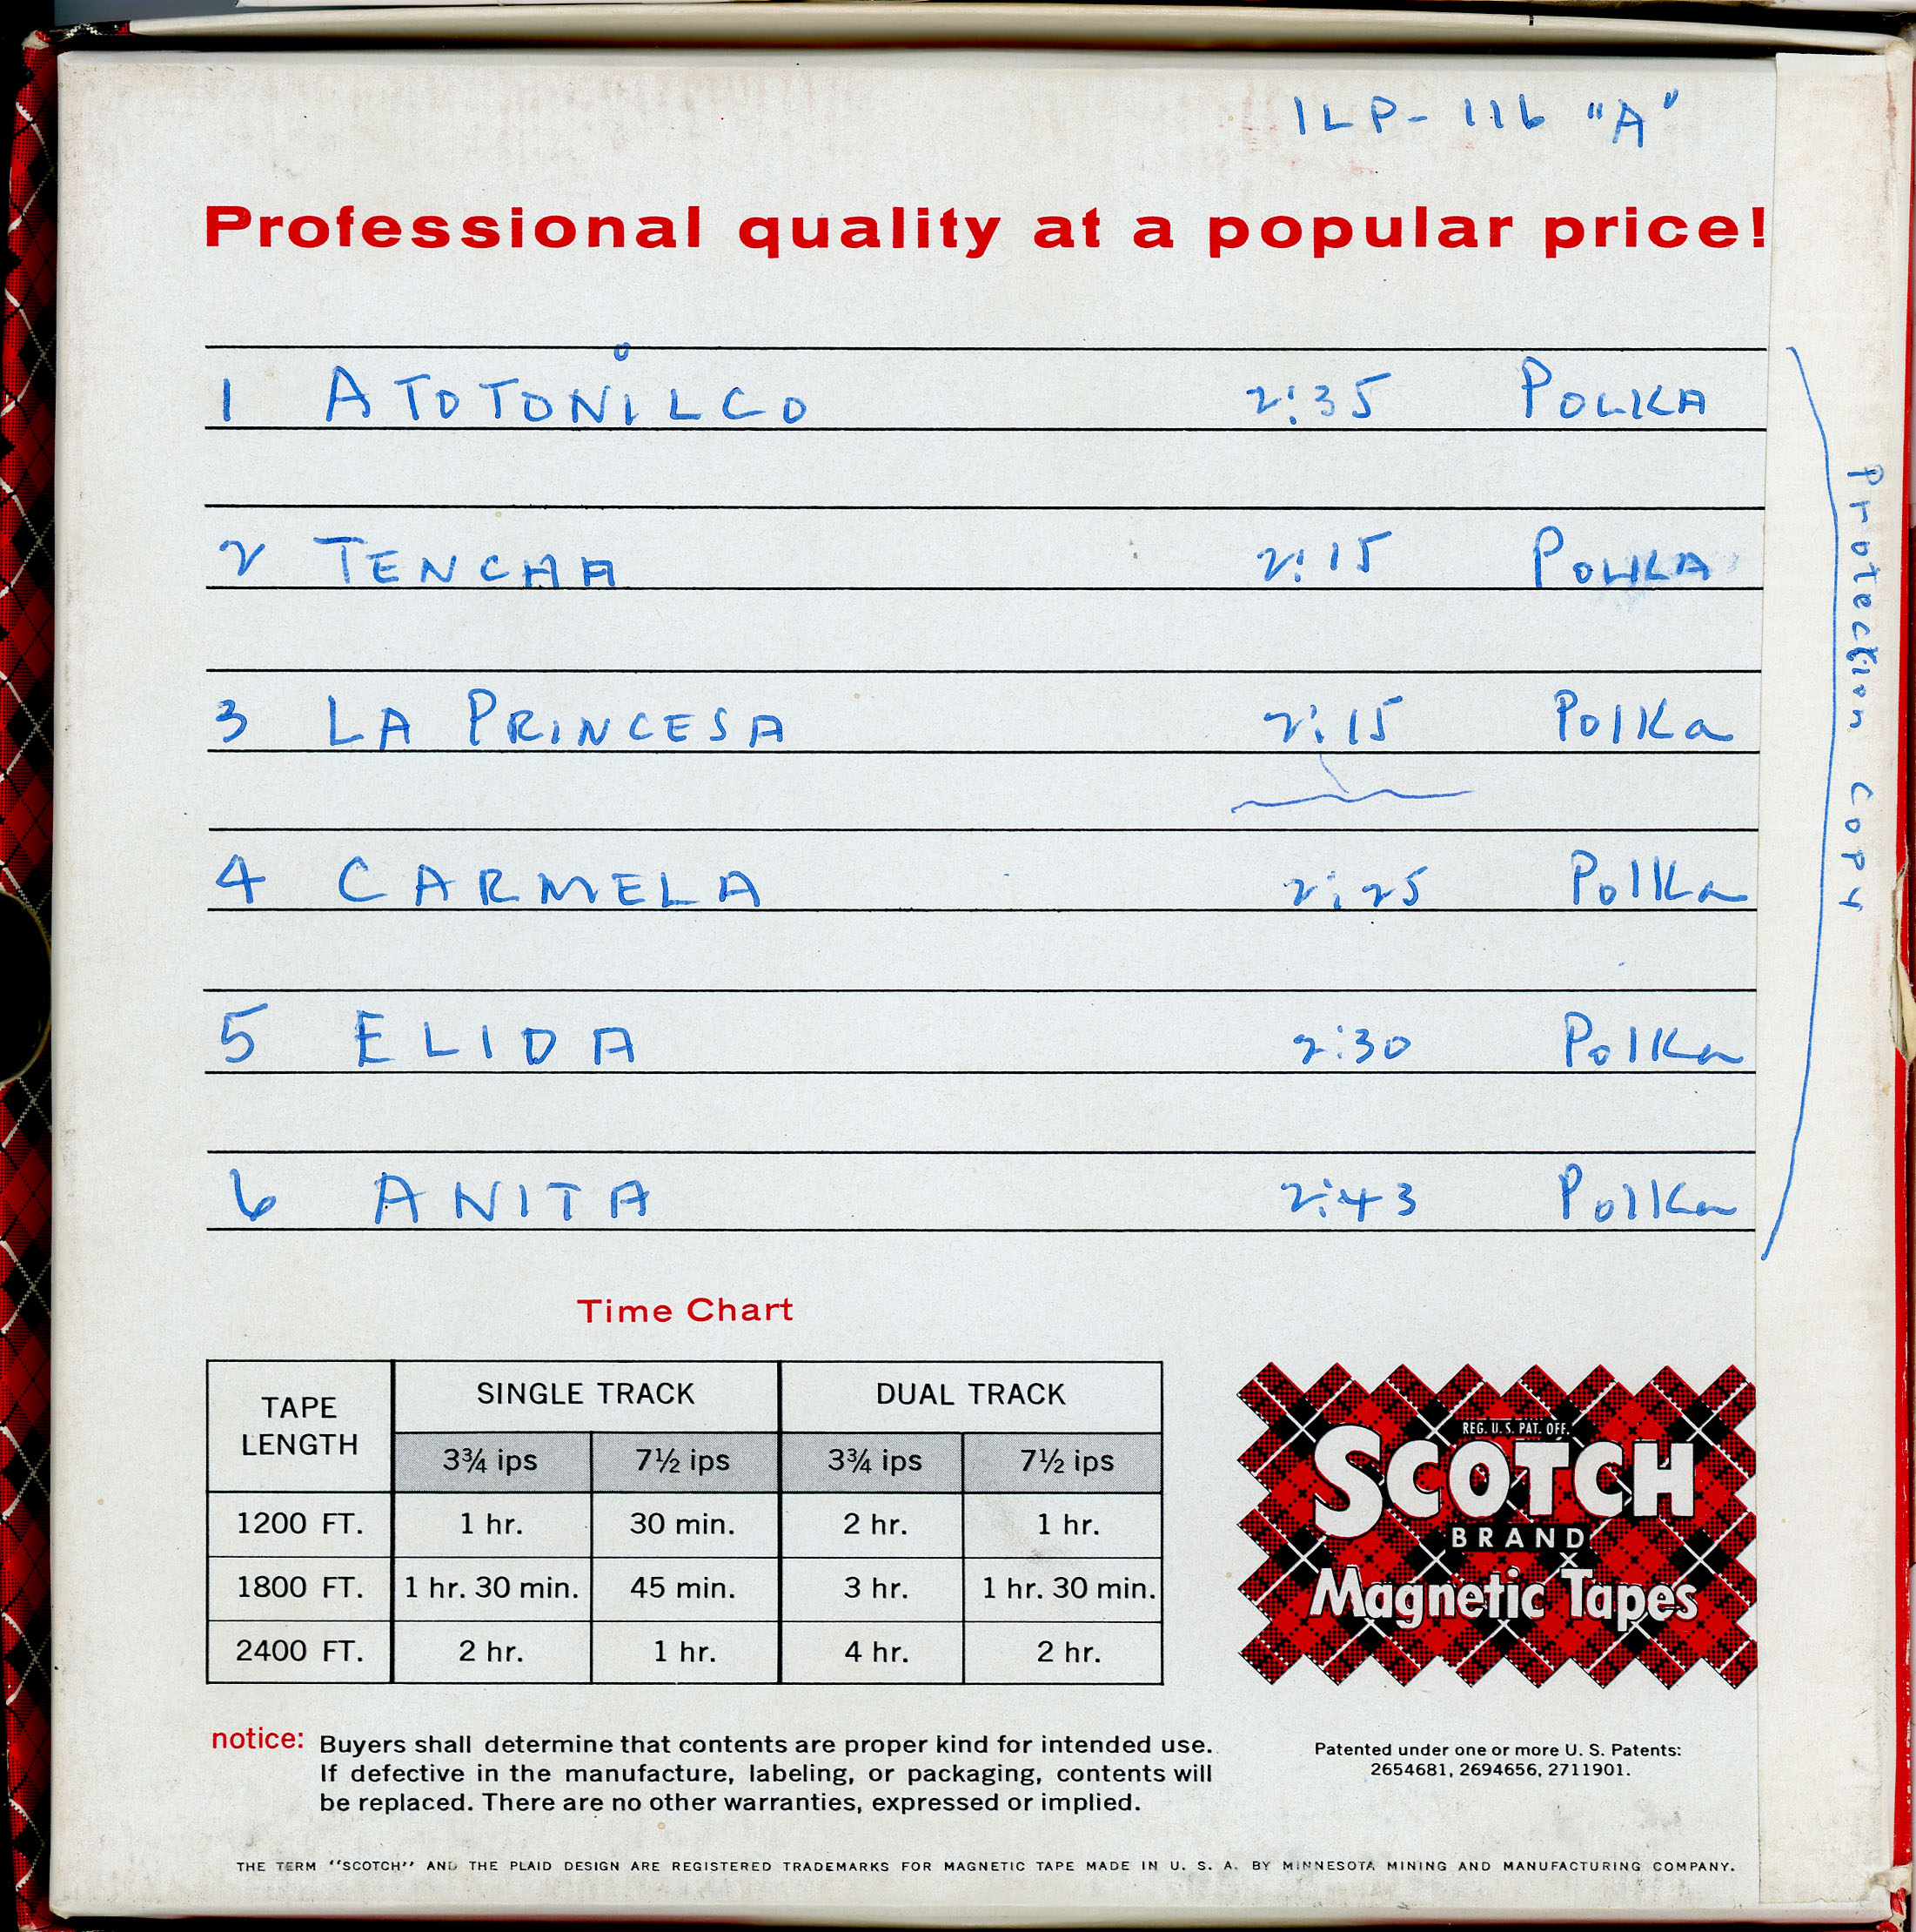 ILP-116 "A"
Professional quality at a popular price!
1 ATOTONILCO 2:35 POLKA
2 TENCHA 2:15 POLKA
3 LA PRINCESA 2:15 Polka
4 CARMELA 2:25 Polka
5 ELIDA 2:30 Polka
6 ANITA 2:43 Polka
Protection Copy
Time Chart
TAPE LENGTH SINGLE TRACK DUAL TRACK
3¾ ips 7½ ips 3¾ ips 7½ ips
1200 FT. 1 hr. 30 min. 2 hr. 1 hr.
1800 FT. 1 hr. 30 min. 45 min. 3 hr. 1 hr. 30 min.
2400 FT. 2 hr. 1 hr. 4 hr. 2 hr.
REG. U. S. PAT. OFF.
SCOTCH
BRAND
Magnetic Tapes
notice: Buyers shall determine that contents are proper kind for intended use.
If defective in the manufacture, labeling, or packaging, contents will
be replaced. There are no other warranties, expressed or implied.
Patented under one or more U. S. Patents:
2654681, 2694656, 2711901.
THE TERM "SCOTCH" AND THE PLAID DESIGN ARE REGISTERED TRADEMARKS FOR MAGNETIC TAPE MADE IN U. S. A. BY MINNESOTA MINING AND MANUFACTURING COMPANY.